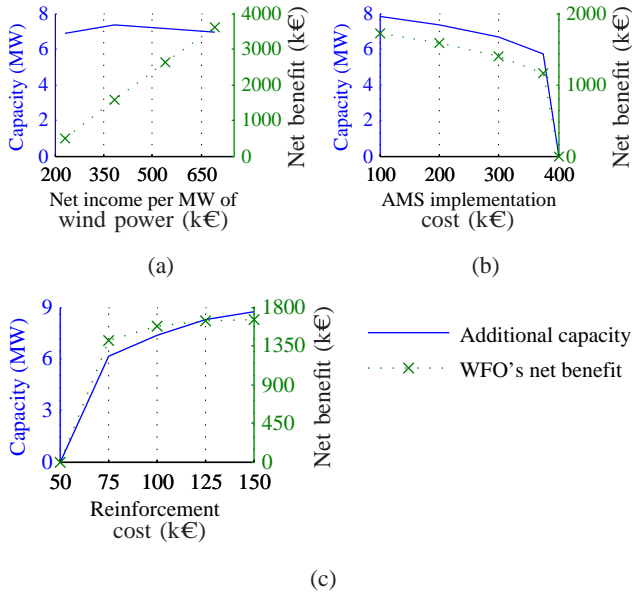 8
6
4
2
0
Capacity (MW)
4000
3000
2000
1000
0
Net benefit (k€)
200 350 500 650
Net income per MW of
wind power (k€)
(a)
8
6
4
2
0
Capacity (MW)
2000
1000
0
Net benefit (k€)
100 200 300 400
AMS implementation
cost (k€)
(b)
9
6
3
0
Capacity (MW)
1800
1350
900
450
0
Net benefit (k€)
50 75 100 125 150
Reinforcement
cost (k€)
Additional capacity
WFO's net benefit
(c)